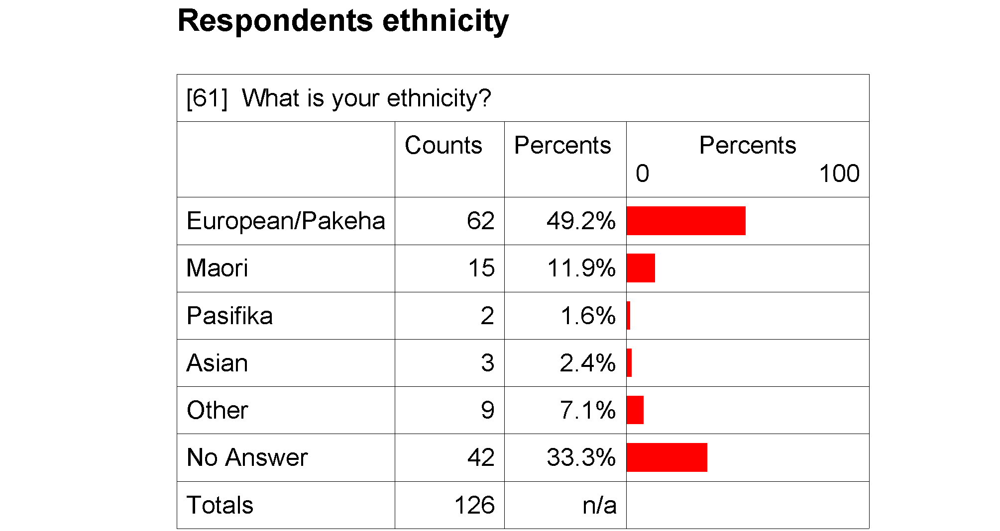 Respondents ethnicity
[61] What is your ethnicity?
Counts Percents Percents
0 100
European/Pakeha 62 49.2%
Maori 15 11.9%
Pasifika 2 1.6%
Asian 3 2.4%
Other 9 7.1%
No Answer 42 33.3%
Totals 126 n/a